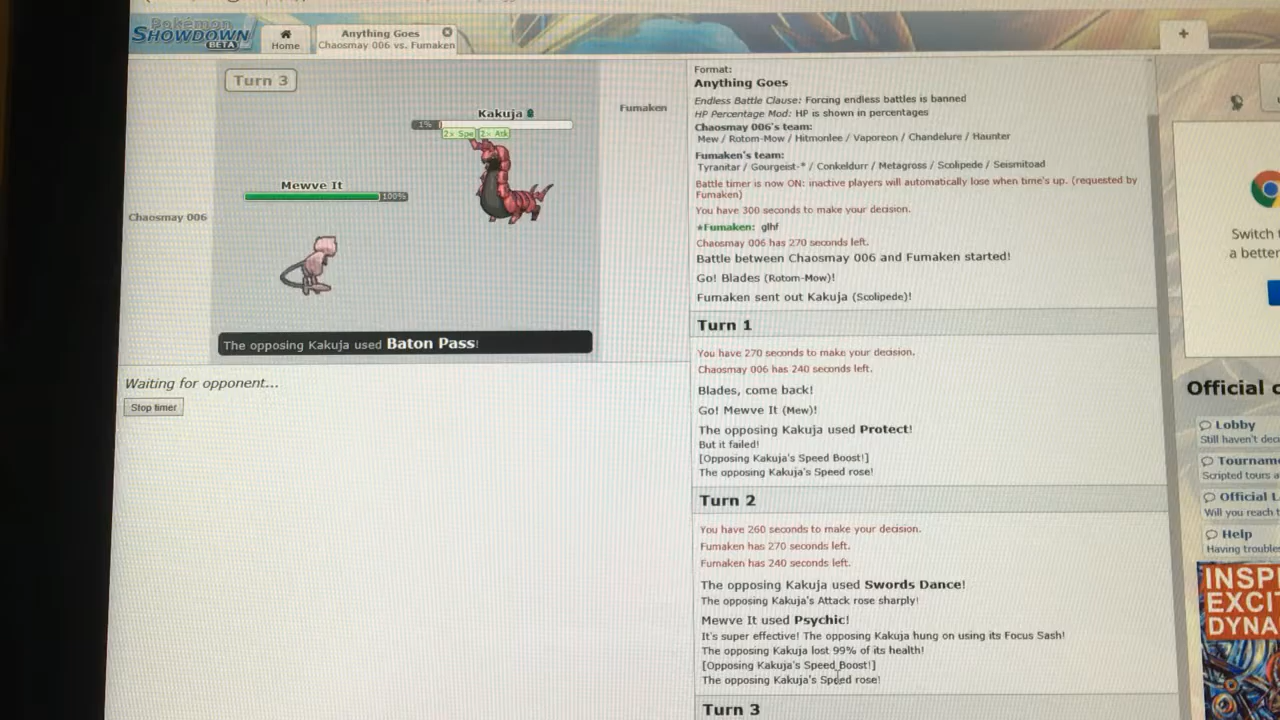 Pokémon
SHOWDOWN
BETA
Home
Anything Goes
Chaosmay 006 vs. Fumaken
+
Turn 3
Kakuja
1%
2× Spe 2× Atk
Mewve It
100%
Chaosmay 006
Fumaken
The opposing Kakuja used Baton Pass!
Waiting for opponent...
Stop timer
Format:
Anything Goes
Endless Battle Clause: Forcing endless battles is banned
HP Percentage Mod: HP is shown in percentages
Chaosmay 006's team:
Mew / Rotom-Mow / Hitmonlee / Vaporeon / Chandelure / Haunter
Fumaken's team:
Tyranitar / Gourgeist-* / Conkeldurr / Metagross / Scolipede / Seismitoad
Battle timer is now ON: inactive players will automatically lose when time's up. (requested by
Fumaken)
You have 300 seconds to make your decision.
★Fumaken: glhf
Chaosmay 006 has 270 seconds left.
Battle between Chaosmay 006 and Fumaken started!
Go! Blades (Rotom-Mow)!
Fumaken sent out Kakuja (Scolipede)!
Turn 1
You have 270 seconds to make your decision.
Chaosmay 006 has 240 seconds left.
Blades, come back!
Go! Mewve It (Mew)!
The opposing Kakuja used Protect!
But it failed!
[Opposing Kakuja's Speed Boost!]
The opposing Kakuja's Speed rose!
Turn 2
You have 260 seconds to make your decision.
Fumaken has 270 seconds left.
Fumaken has 240 seconds left.
The opposing Kakuja used Swords Dance!
The opposing Kakuja's Attack rose sharply!
Mewve It used Psychic!
It's super effective! The opposing Kakuja hung on using its Focus Sash!
The opposing Kakuja lost 99% of its health!
[Opposing Kakuja's Speed Boost!]
The opposing Kakuja's Speed rose!
Turn 3
Switch t
a better
Official c
Lobby
Still haven't deci
Tourname
Scripted tours a
Official L
Will you reach t
Help
Having trouble
INSPI
EXCIT
DYNA